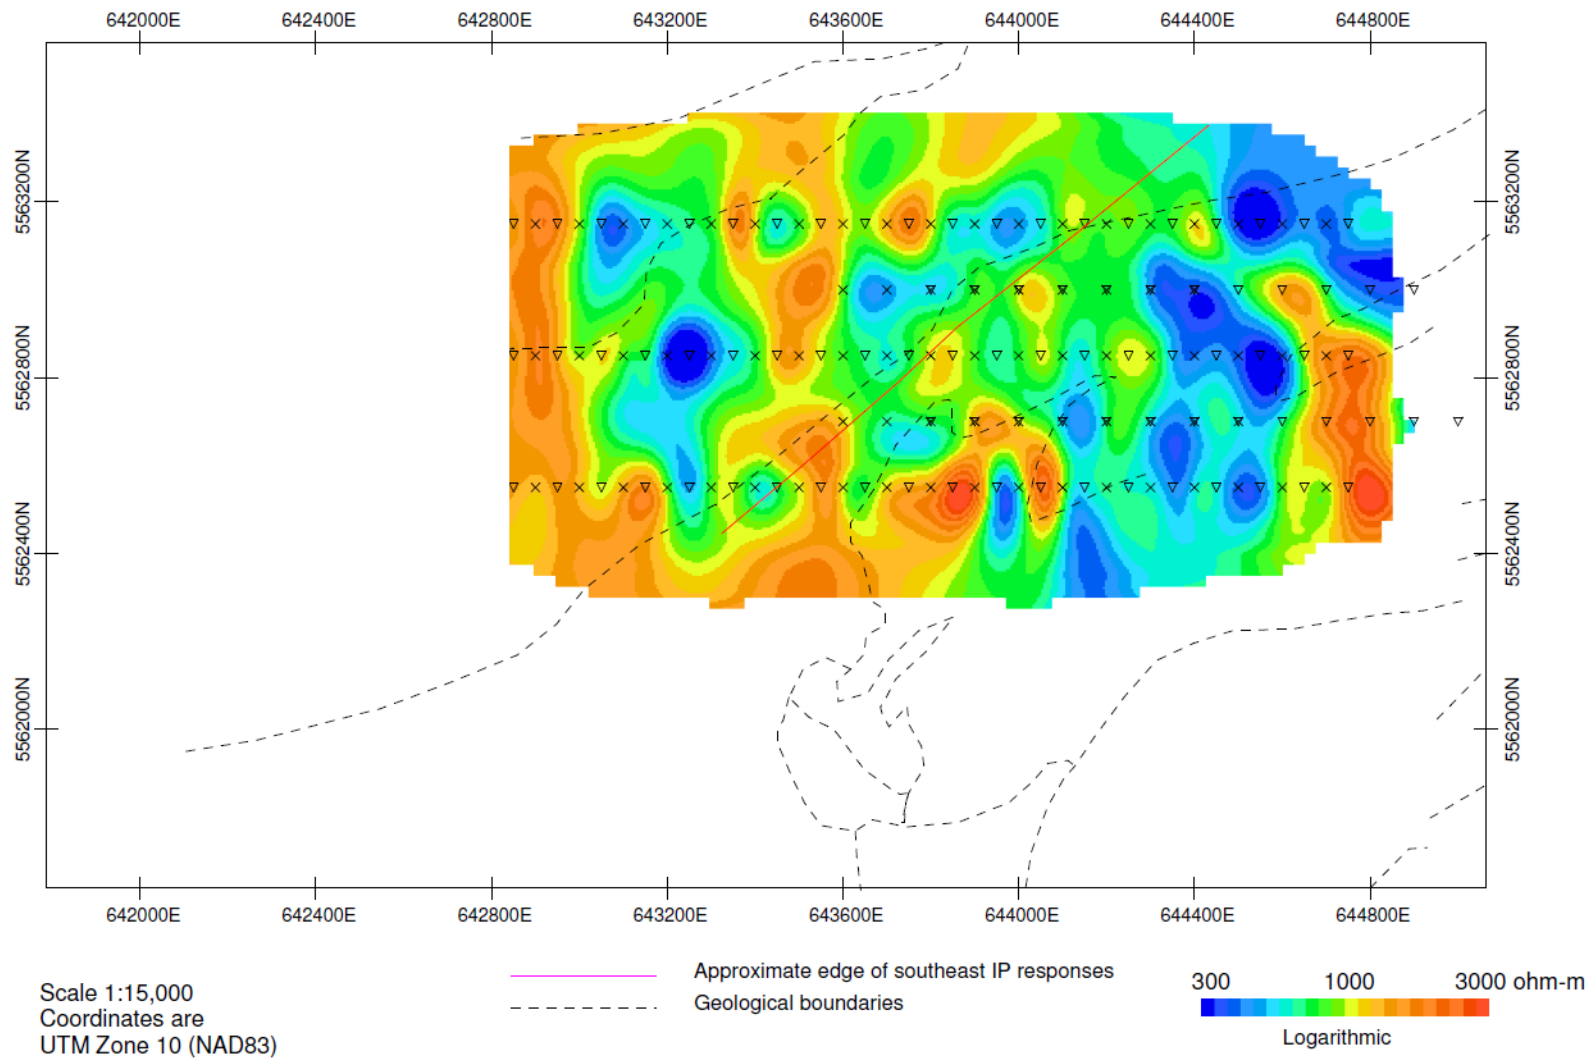 642000E 642400E 642800E 643200E 643600E 644000E 644400E 644800E
5563200N
5562800N
5562400N
5562000N
5563200N
5562800N
5562400N
5562000N
642000E 642400E 642800E 643200E 643600E 644000E 644400E 644800E
Scale 1:15,000
Coordinates are
UTM Zone 10 (NAD83)
Approximate edge of southeast IP responses
Geological boundaries
300 1000 3000 ohm-m
Logarithmic